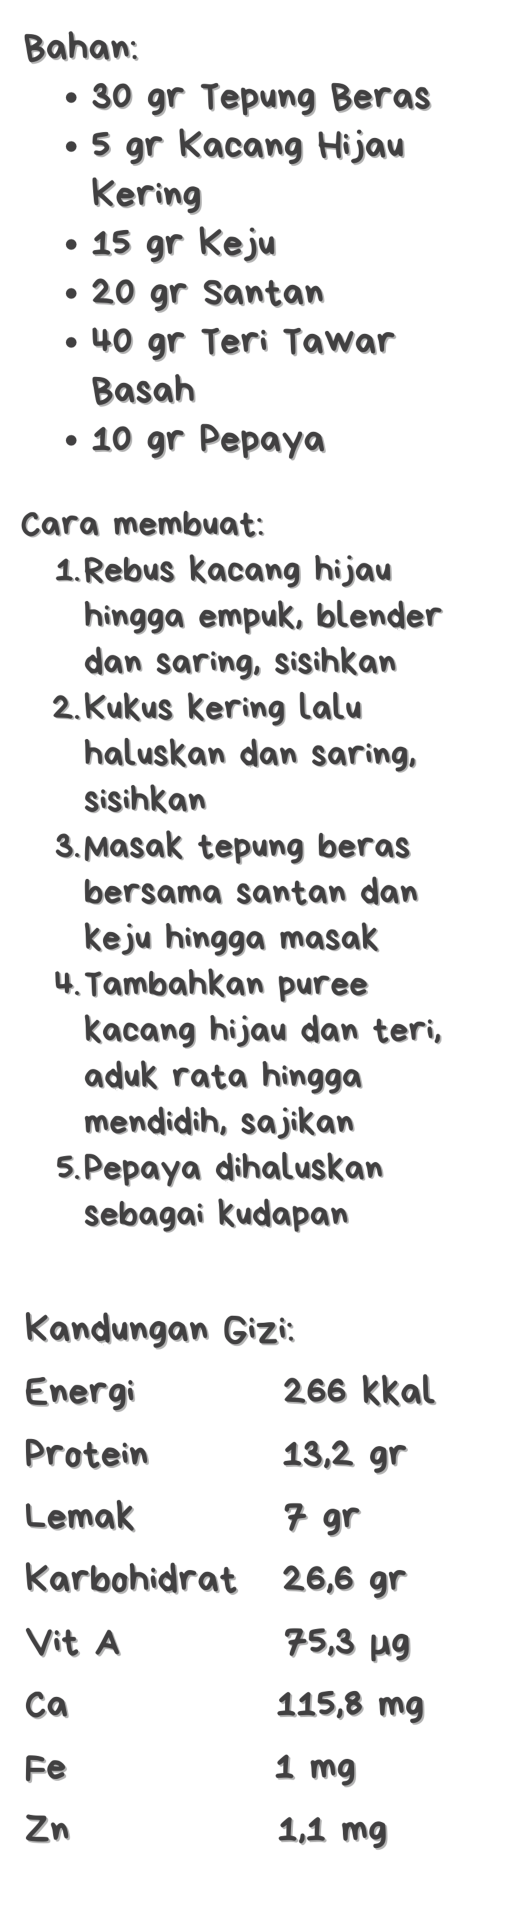 Bahan:
• 30 gr Tepung Beras
• 5 gr Kacang Hijau
Kering
• 15 gr Keju
• 20 gr Santan
• 40 gr Teri Tawar
Basah
• 10 gr Pepaya
Cara membuat:
1. Rebus kacang hijau
hingga empuk, blender
dan saring, sisihkan
2. Kukus kering lalu
haluskan dan saring,
sisihkan
3. Masak tepung beras
bersama santan dan
keju hingga masak
4. Tambahkan puree
kacang hijau dan teri,
aduk rata hingga
mendidih, sajikan
5. Pepaya dihaluskan
sebagai kudapan
Kandungan Gizi:
Energi 266 kkal
Protein 13,2 gr
Lemak 7 gr
Karbohidrat 26,6 gr
Vit A 75,3 µg
Ca 115,8 mg
Fe 1 mg
Zn 1,1 mg